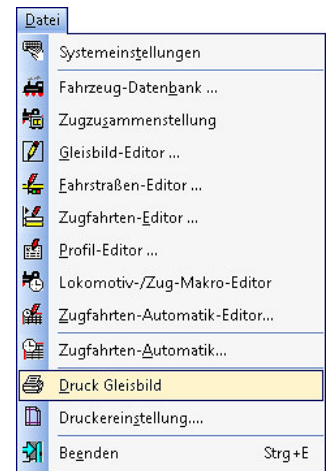 Datei
Systemeinstellungen
Fahrzeug-Datenbank ...
Zugzusammenstellung
Gleisbild-Editor ...
Fahrstraßen-Editor ...
Zugfahrten-Editor ...
Profil-Editor ...
Lokomotiv-/Zug-Makro-Editor
Zugfahrten-Automatik-Editor...
Zugfahrten-Automatik...
Druck Gleisbild
Druckereinstellung....
Beenden Strg+E